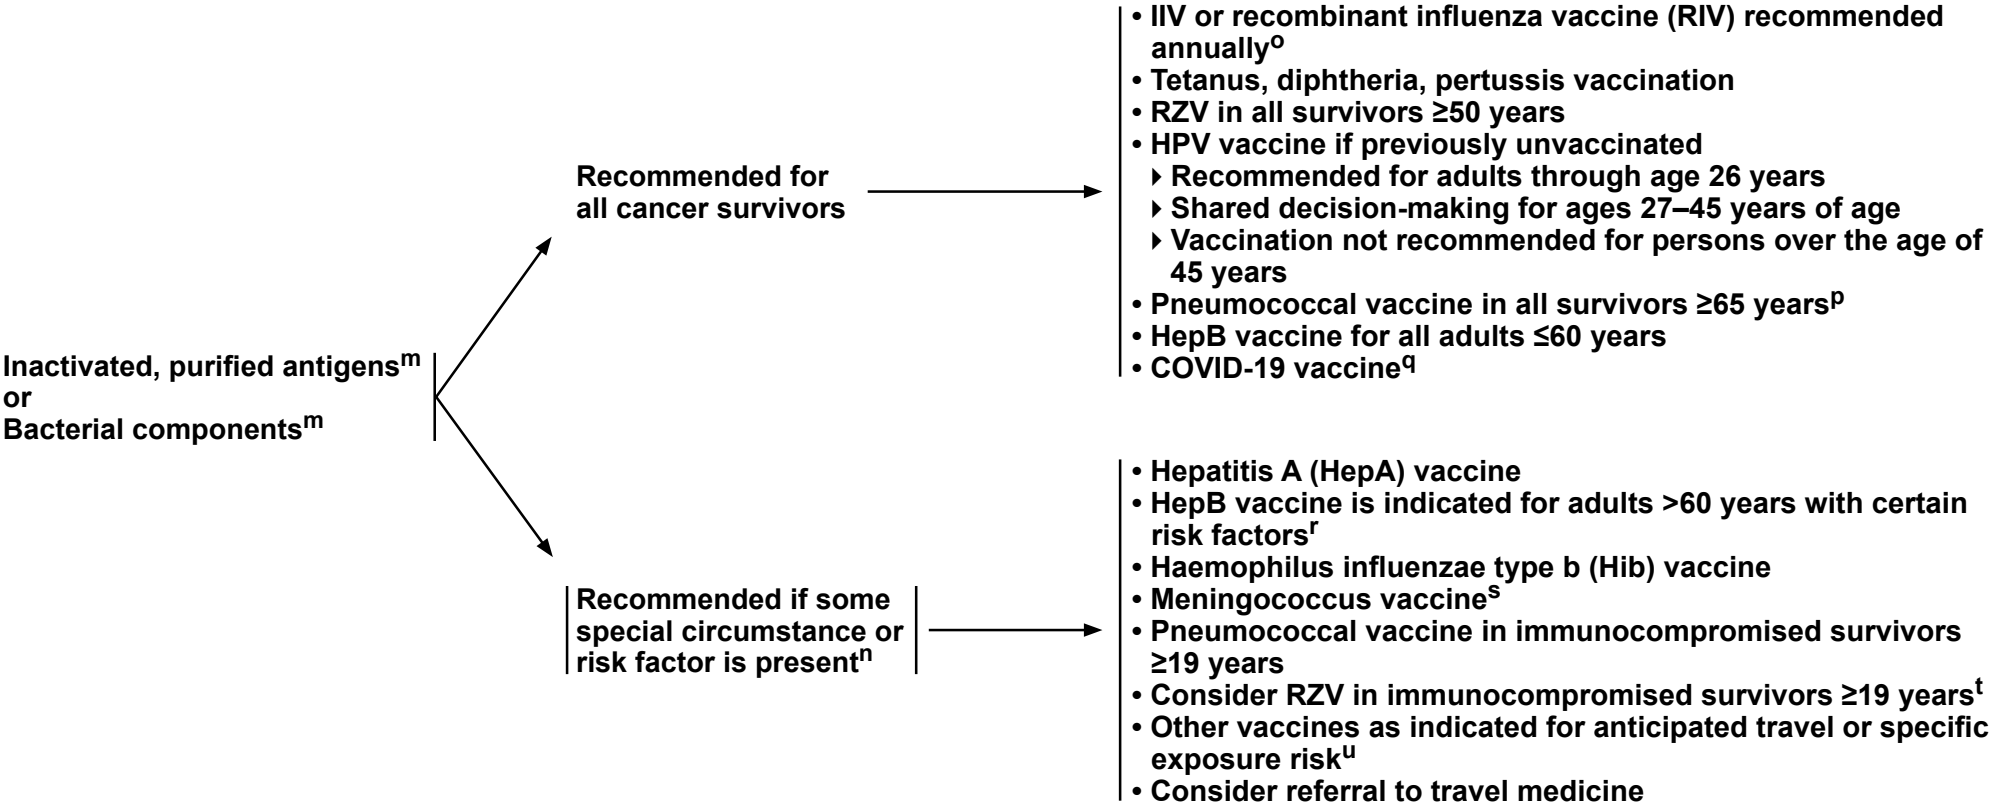 Inactivated, purified antigensᵐ
or
Bacterial componentsᵐ
Recommended for
all cancer survivors
• IIV or recombinant influenza vaccine (RIV) recommended
annuallyᵒ
• Tetanus, diphtheria, pertussis vaccination
• RZV in all survivors ≥50 years
• HPV vaccine if previously unvaccinated
‣ Recommended for adults through age 26 years
‣ Shared decision-making for ages 27–45 years of age
‣ Vaccination not recommended for persons over the age of
45 years
• Pneumococcal vaccine in all survivors ≥65 yearsᵖ
• HepB vaccine for all adults ≤60 years
• COVID-19 vaccine<sup>q</sup>
Recommended if some
special circumstance or
risk factor is presentⁿ
• Hepatitis A (HepA) vaccine
• HepB vaccine is indicated for adults >60 years with certain
risk factorsʳ
• Haemophilus influenzae type b (Hib) vaccine
• Meningococcus vaccineˢ
• Pneumococcal vaccine in immunocompromised survivors
≥19 years
• Consider RZV in immunocompromised survivors ≥19 yearsᵗ
• Other vaccines as indicated for anticipated travel or specific
exposure riskᵘ
• Consider referral to travel medicine